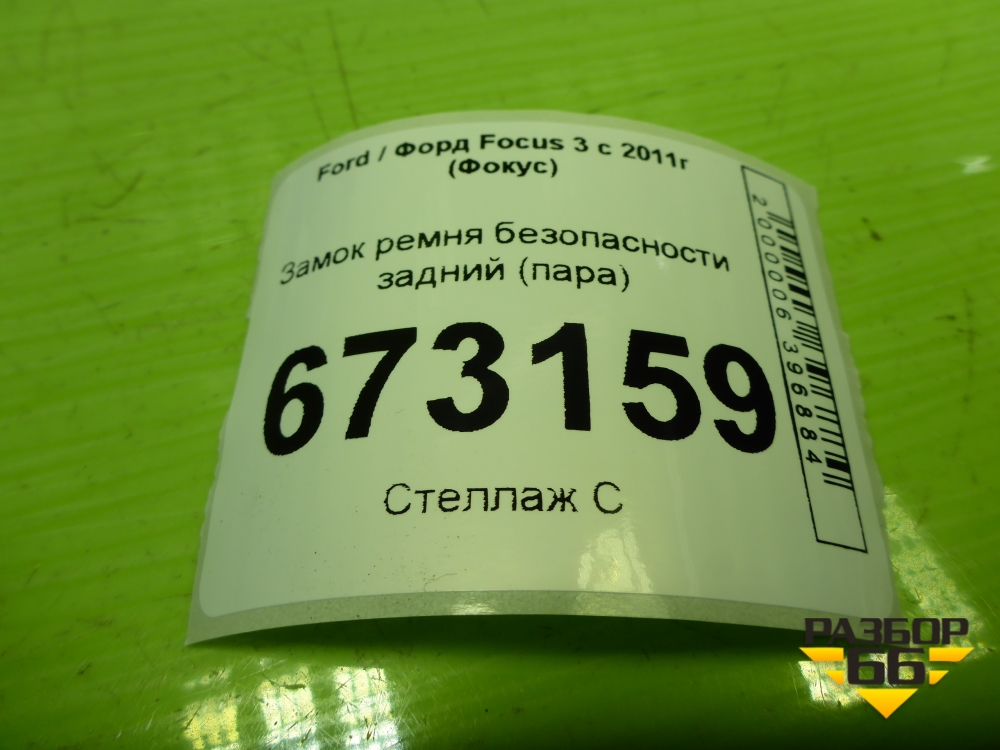 Ford / Форд Focus 3 с 2011г
(Фокус)
Замок ремня безопасности
задний (пара)
673159
Стеллаж С
2000006396884
РАЗБОР
66